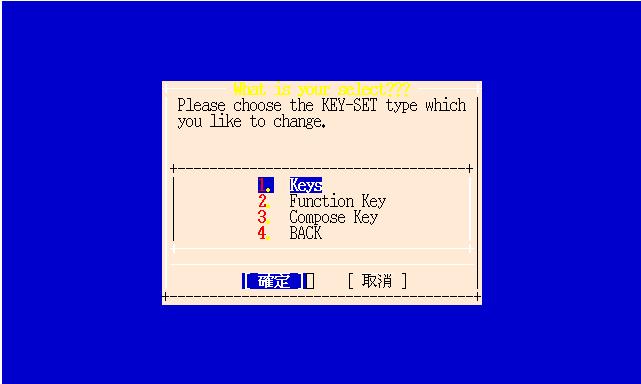 What is your select???
Please choose the KEY-SET type which
you like to change.
1. Keys
2. Function Key
3. Compose Key
4. BACK
[ 確定 ] [ 取消 ]